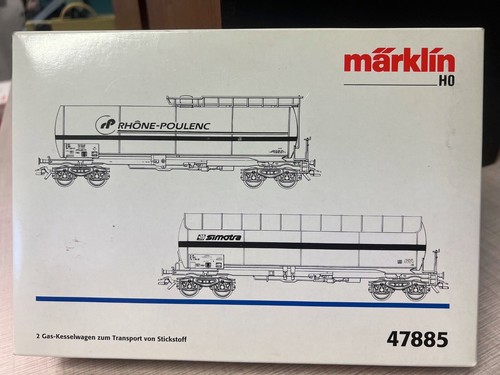 märklin
H0
RHÔNE-POULENC
simotra
2 Gas-Kesselwagen zum Transport von Stickstoff
47885